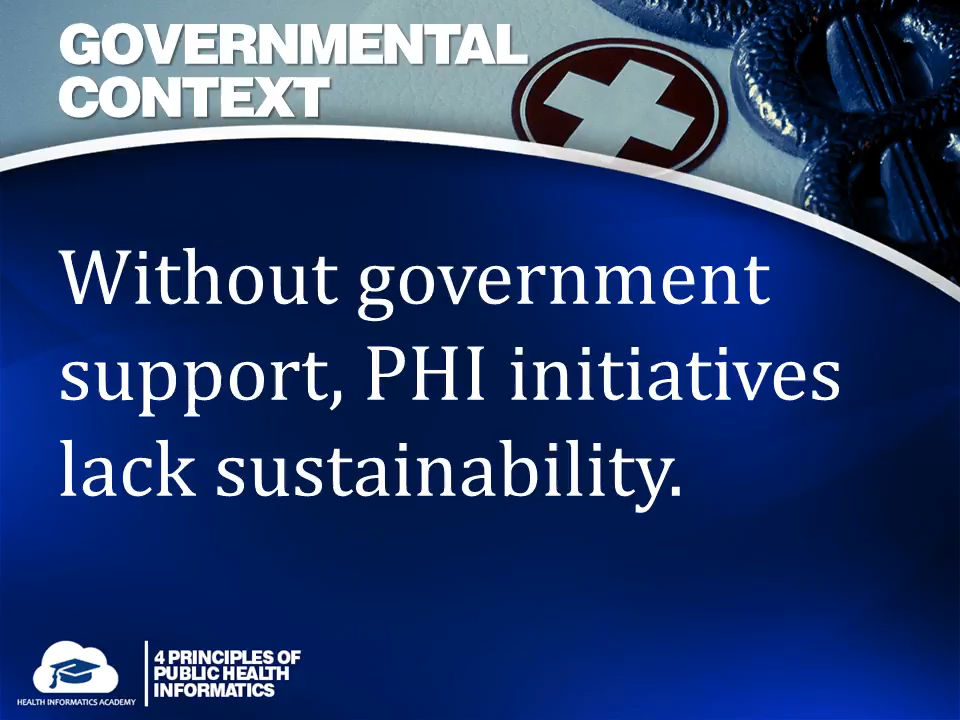 GOVERNMENTAL
CONTEXT
Without government
support, PHI initiatives
lack sustainability.
HEALTH INFORMATICS ACADEMY
4 PRINCIPLES OF
PUBLIC HEALTH
INFORMATICS